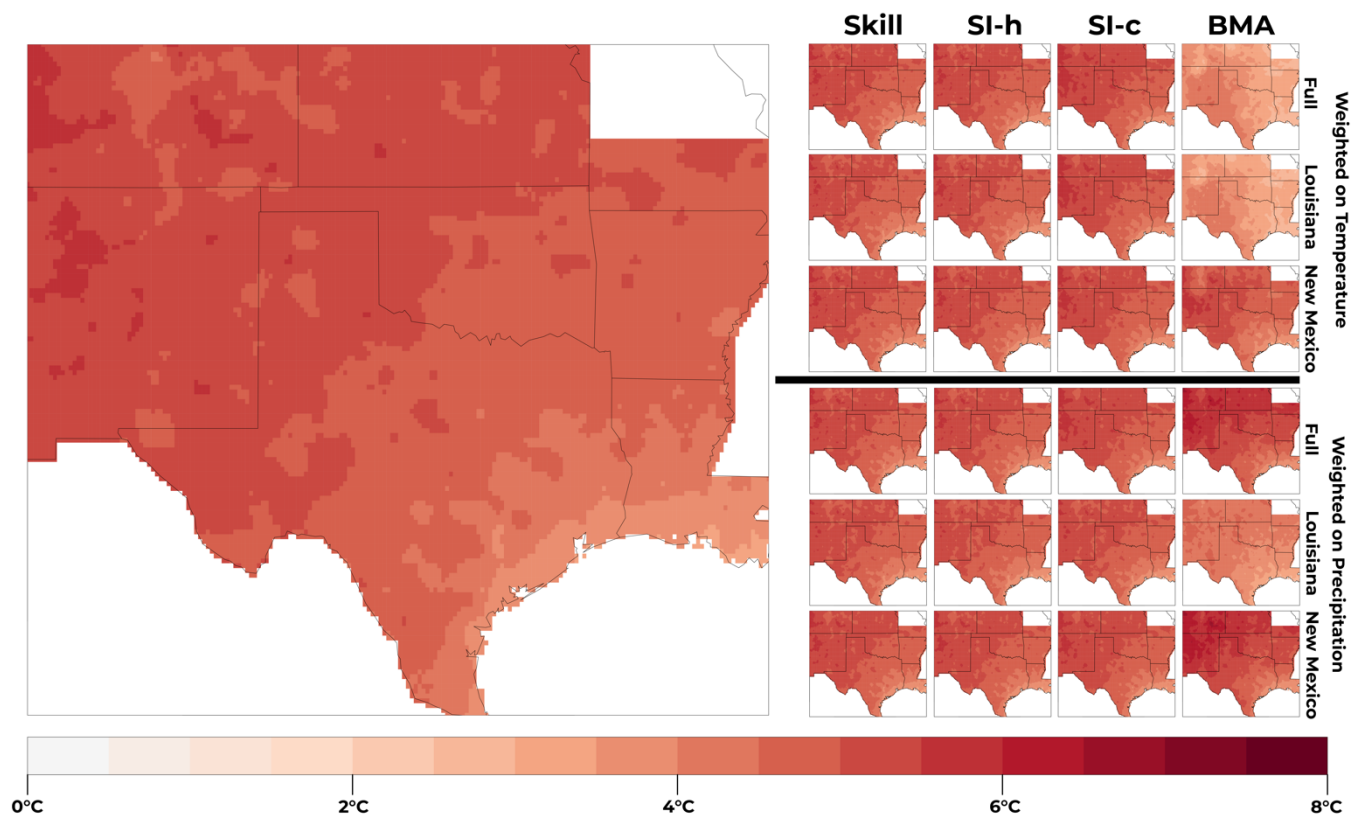 Skill SI-h SI-c BMA
Full
Louisiana
New Mexico
Weighted on Temperature
Full
Louisiana
New Mexico
Weighted on Precipitation
0°C 2°C 4°C 6°C 8°C